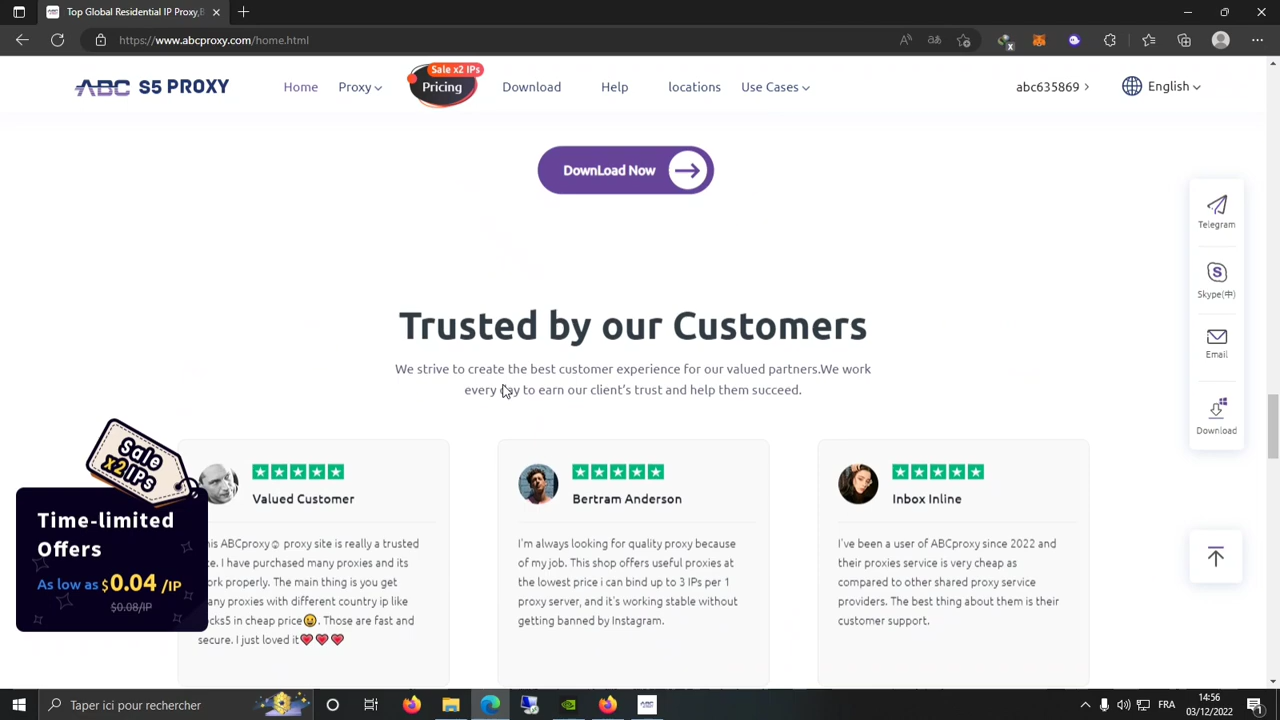 Top Global Residential IP Proxy,B
https://www.abcproxy.com/home.html
ABC S5 PROXY
Home
Proxy
Sale x2 IPs
Pricing
Download
Help
locations
Use Cases
abc635869
English
DownLoad Now
Telegram
Skype(中)
Email
Download
Trusted by our Customers
We strive to create the best customer experience for our valued partners.We work
every day to earn our client's trust and help them succeed.
Valued Customer
his ABCproxy☺ proxy site is really a trusted
I have purchased many proxies and its
ork properly. The main thing is you get
any proxies with different country ip like
cks5 in cheap price😀. Those are fast and
secure. I just loved it❤❤❤
Bertram Anderson
I'm always looking for quality proxy because
of my job. This shop offers useful proxies at
the lowest price i can bind up to 3 IPs per 1
proxy server, and it's working stable without
getting banned by Instagram.
Inbox Inline
I've been a user of ABCproxy since 2022 and
their proxies service is very cheap as
compared to other shared proxy service
providers. The best thing about them is their
customer support.
Sale
x2 IPs
Time-limited
Offers
As low as $0.04 /IP
$0.08/IP
Taper ici pour rechercher
FRA
14:56
03/12/2022